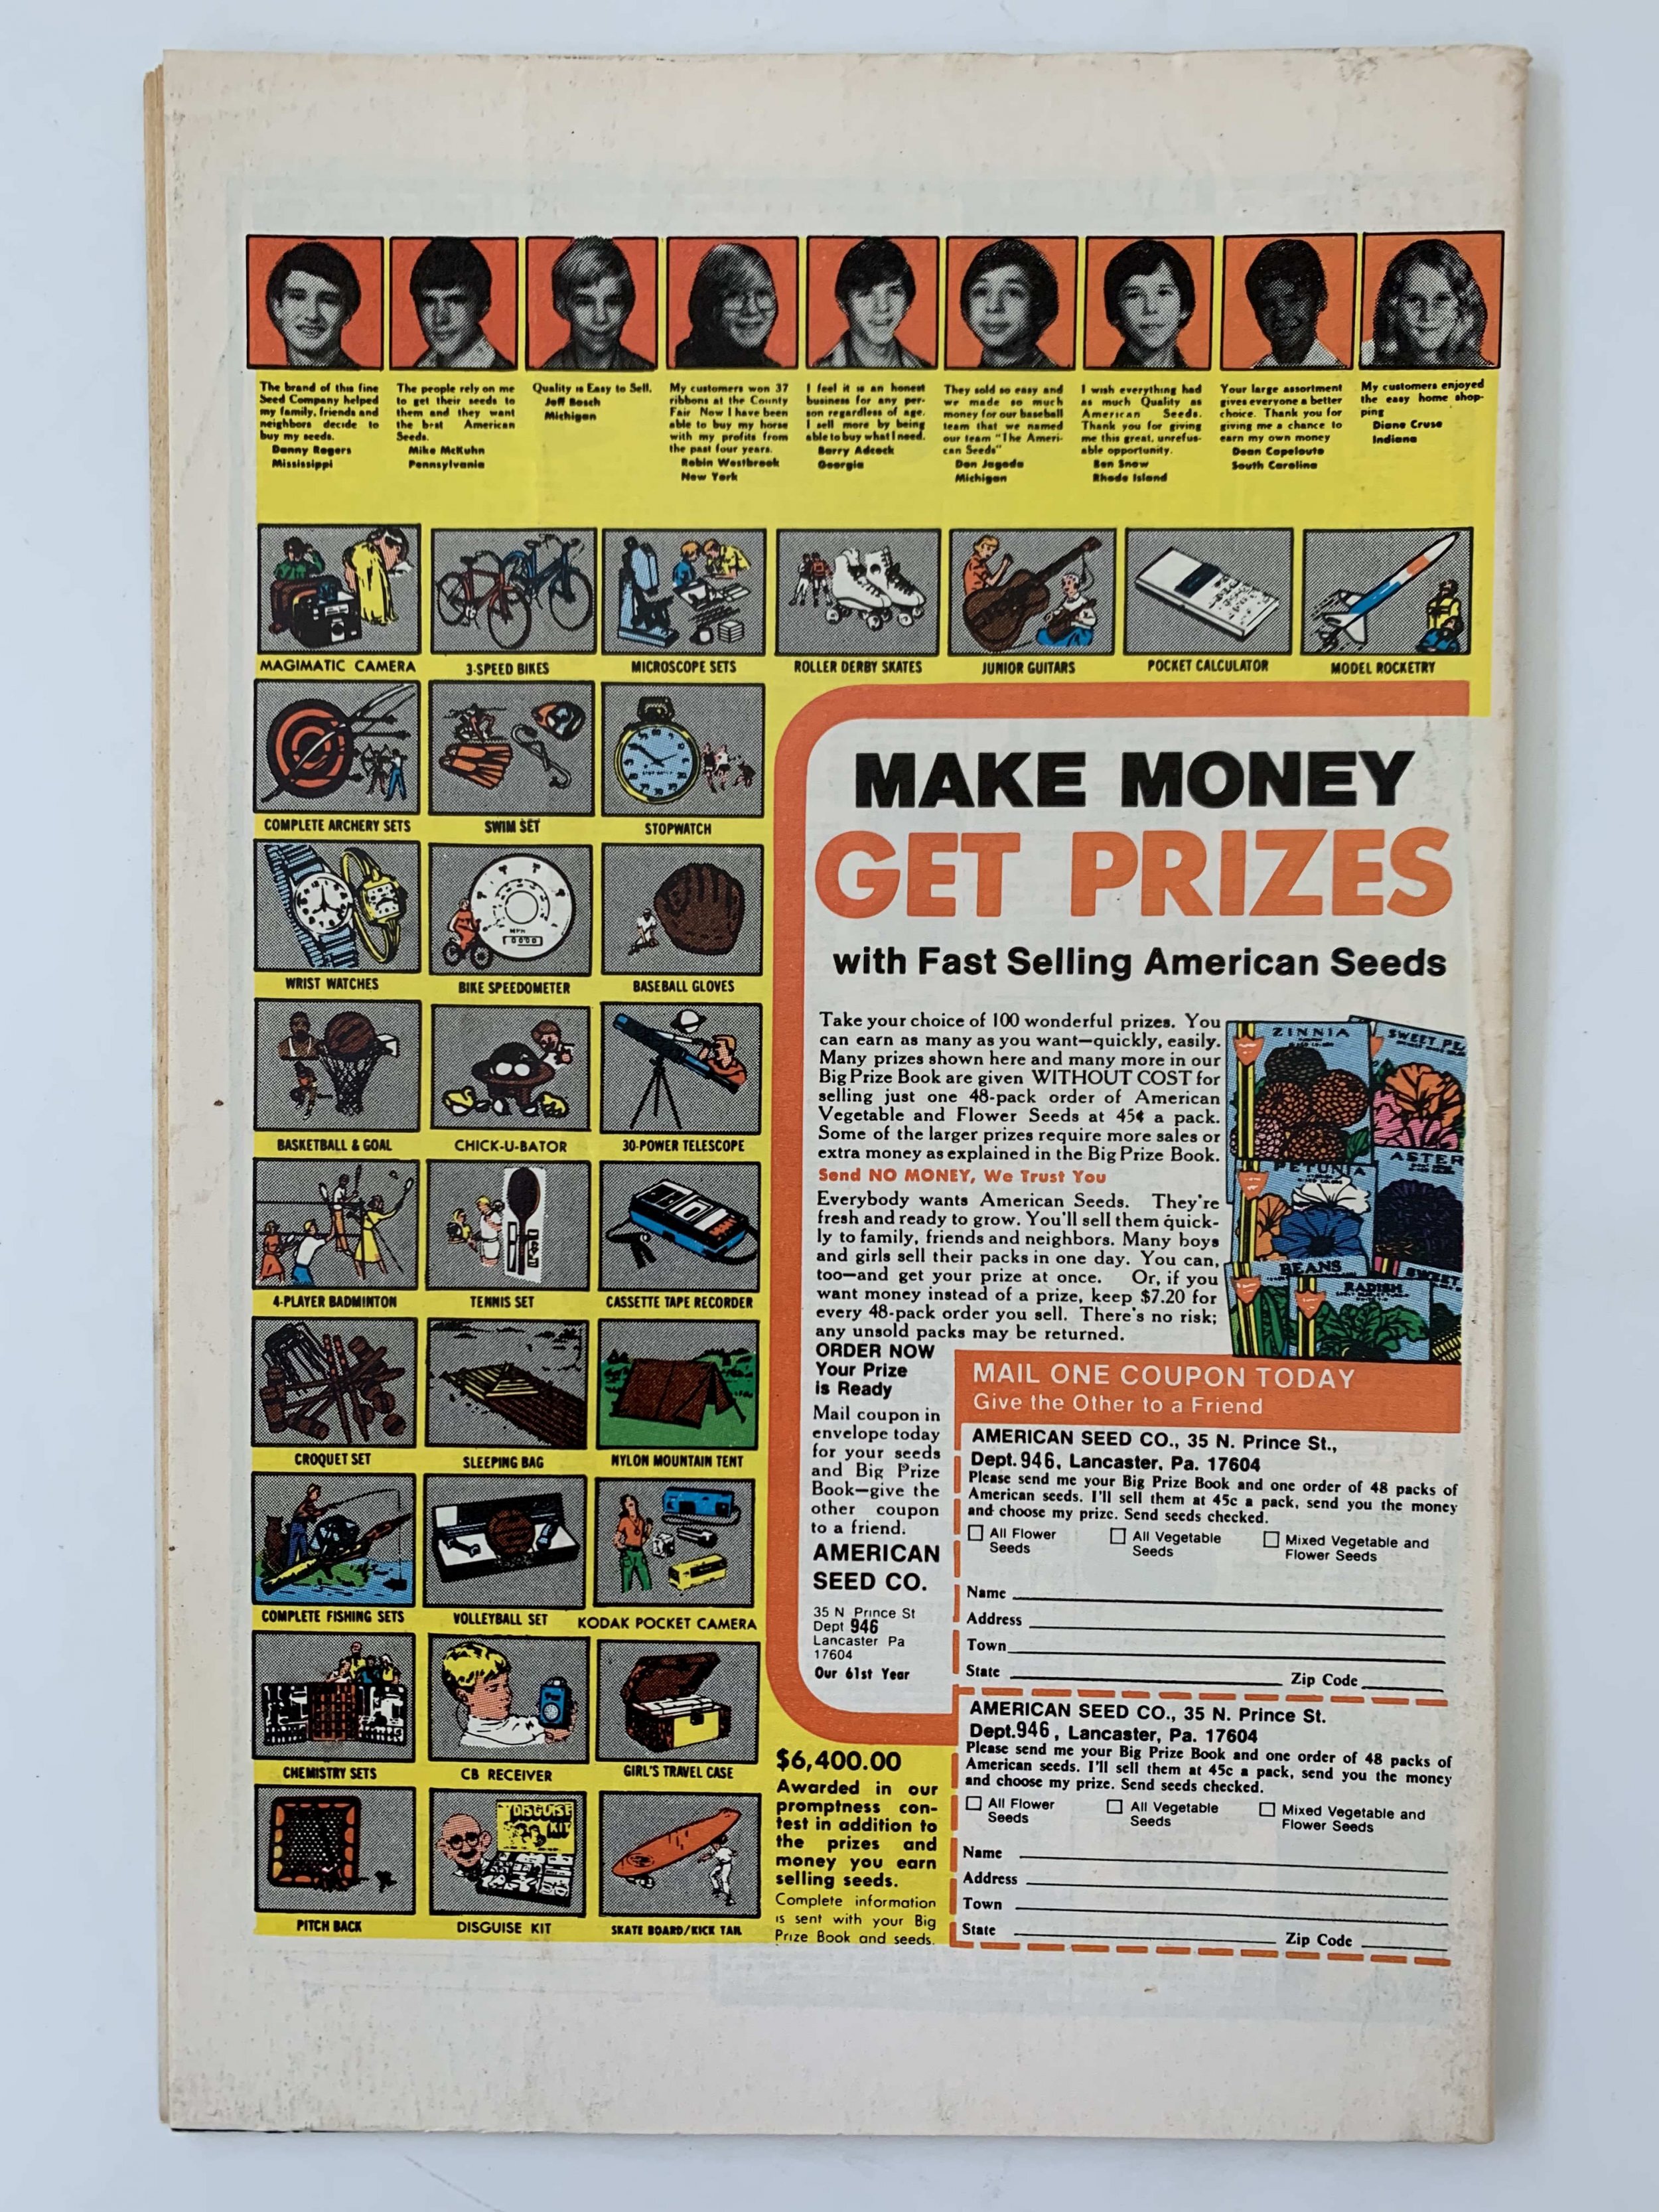 The brand of this fine
Seed Company helped
my family, friends and
neighbors decide to
buy my seeds.
Danny Rogers
Mississippi
The people rely on me
to get their seeds to
them and they want
the best American
Seeds.
Mike McKuhn
Pennsylvania
Quality is Easy to Sell.
Jeff Bosch
Michigan
My customers won 37
ribbons at the County
Fair Now I have been
able to buy my horse
with my profits from
the past four years.
Robin Westbrook
New York
I feel it is an honest
business for any per-
son regardless of age.
I sell more by being
able to buy what I need.
Barry Adcock
Georgia
They sold so easy and
we made so much
money for our baseball
team that we named
our team "The Ameri-
can Seeds"
Don Jagoda
Michigan
I wish everything had
as much Quality as
American Seeds.
Thank you for giving
me this great, unrefus-
able opportunity.
Ben Snow
Rhode Island
Your large assortment
gives everyone a better
choice. Thank you for
giving me a chance to
earn my own money
Dean Capeloute
South Carolina
My customers enjoyed
the easy home shop-
ping
Diane Cruse
Indiana
MAGIMATIC CAMERA
3-SPEED BIKES
MICROSCOPE SETS
ROLLER DERBY SKATES
JUNIOR GUITARS
POCKET CALCULATOR
MODEL ROCKETRY
COMPLETE ARCHERY SETS
SWIM SET
STOPWATCH
WRIST WATCHES
MPH
0000
BIKE SPEEDOMETER
BASEBALL GLOVES
BASKETBALL & GOAL
CHICK-U-BATOR
30-POWER TELESCOPE
4-PLAYER BADMINTON
TENNIS SET
CASSETTE TAPE RECORDER
CROQUET SET
SLEEPING BAG
NYLON MOUNTAIN TENT
COMPLETE FISHING SETS
VOLLEYBALL SET
KODAK POCKET CAMERA
CHEMISTRY SETS
CB RECEIVER
GIRL'S TRAVEL CASE
PITCH BACK
DISGUISE
KIT
DISGUISE KIT
SKATE BOARD/KICK TAIL
MAKE MONEY
GET PRIZES
with Fast Selling American Seeds
Take your choice of 100 wonderful prizes. You
can earn as many as you want—quickly, easily.
Many prizes shown here and many more in our
Big Prize Book are given WITHOUT COST for
selling just one 48-pack order of American
Vegetable and Flower Seeds at 45¢ a pack.
Some of the larger prizes require more sales or
extra money as explained in the Big Prize Book.
Send NO MONEY, We Trust You
Everybody wants American Seeds. They're
fresh and ready to grow. You'll sell them quick-
ly to family, friends and neighbors. Many boys
and girls sell their packs in one day. You can,
too—and get your prize at once. Or, if you
want money instead of a prize, keep $7.20 for
every 48-pack order you sell. There's no risk;
any unsold packs may be returned.
ZINNIA
SWEET PE
PETUNIA
ASTER
BEANS
RADISH
SWEET
ORDER NOW
Your Prize
is Ready
Mail coupon in
envelope today
for your seeds
and Big Prize
Book—give the
other coupon
to a friend.
AMERICAN
SEED CO.
35 N Prince St
Dept 946
Lancaster Pa
17604
Our 61st Year
MAIL ONE COUPON TODAY
Give the Other to a Friend
AMERICAN SEED CO., 35 N. Prince St.,
Dept. 946, Lancaster, Pa. 17604
Please send me your Big Prize Book and one order of 48 packs of
American seeds. I'll sell them at 45c a pack, send you the money
and choose my prize. Send seeds checked.
All Flower
Seeds
All Vegetable
Seeds
Mixed Vegetable and
Flower Seeds
Name
Address
Town
State Zip Code
AMERICAN SEED CO., 35 N. Prince St.
Dept. 946, Lancaster, Pa. 17604
Please send me your Big Prize Book and one order of 48 packs of
American seeds. I'll sell them at 45c a pack, send you the money
and choose my prize. Send seeds checked.
All Flower
Seeds
All Vegetable
Seeds
Mixed Vegetable and
Flower Seeds
Name
Address
Town
State Zip Code
$6,400.00
Awarded in our
promptness con-
test in addition to
the prizes and
money you earn
selling seeds.
Complete information
is sent with your Big
Prize Book and seeds.